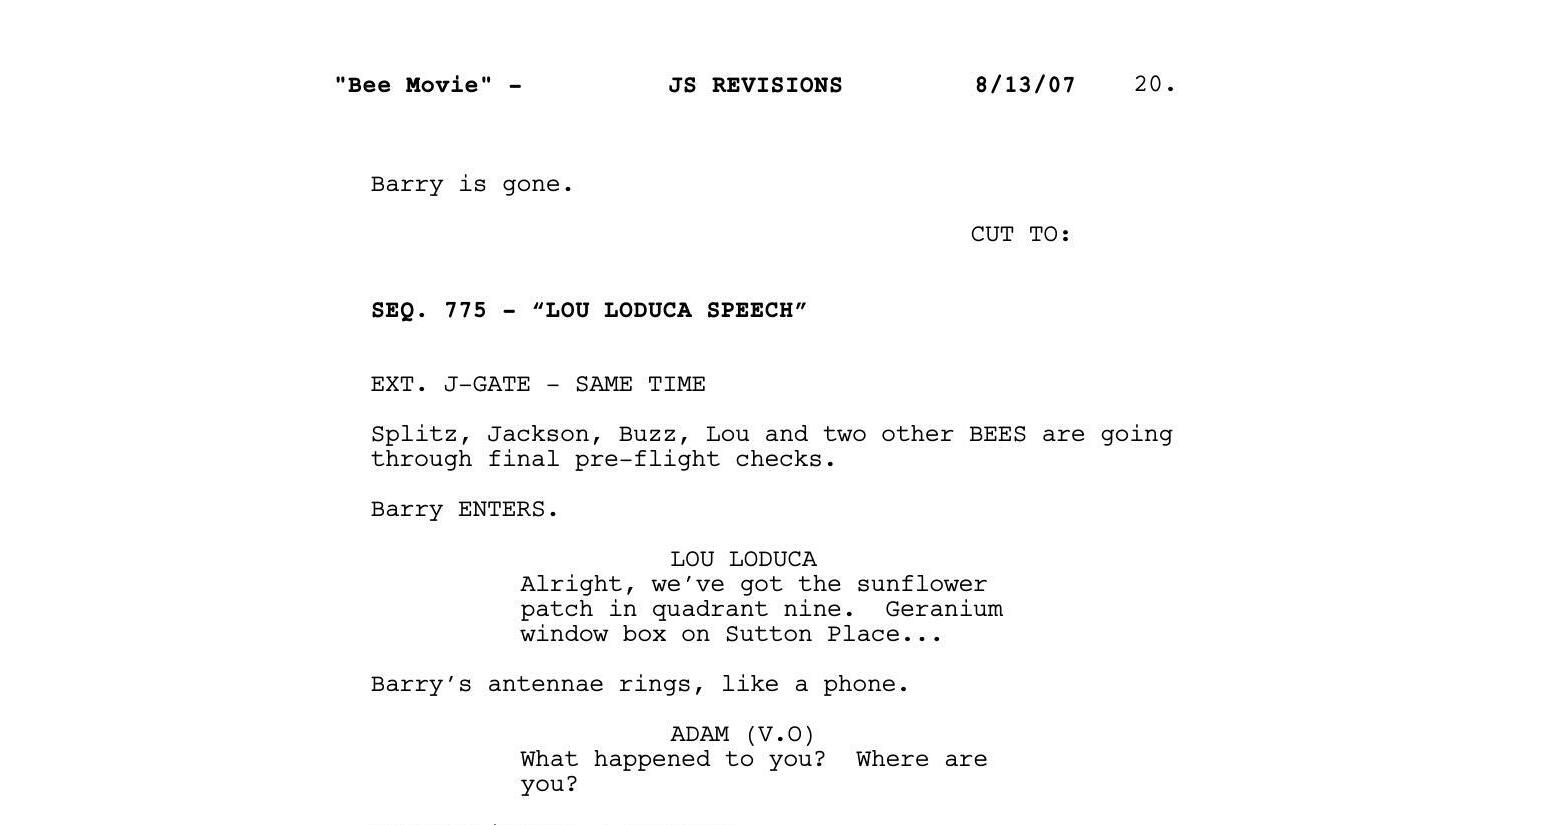 "Bee Movie" - JS REVISIONS 8/13/07 20.
Barry is gone.
CUT TO:
SEQ. 775 - “LOU LODUCA SPEECH”
EXT. J-GATE - SAME TIME
Splitz, Jackson, Buzz, Lou and two other BEES are going
through final pre-flight checks.
Barry ENTERS.
LOU LODUCA
Alright, we’ve got the sunflower
patch in quadrant nine.  Geranium
window box on Sutton Place...
Barry’s antennae rings, like a phone.
ADAM (V.O)
What happened to you?  Where are
you?